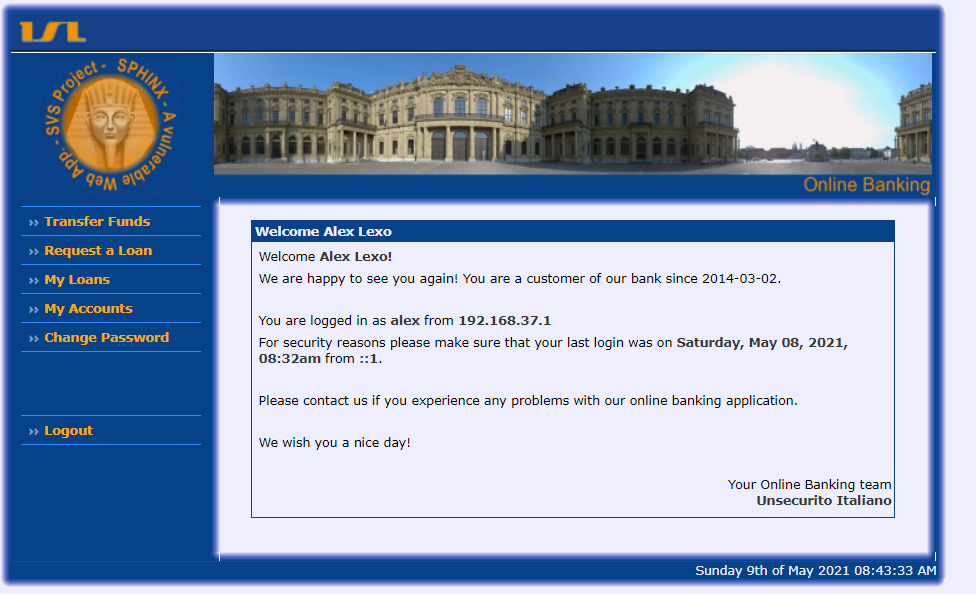 ISL
SVS Project - SPHINX - A vulnerable Web App.
Online Banking
›› Transfer Funds
›› Request a Loan
›› My Loans
›› My Accounts
›› Change Password
›› Logout
Welcome Alex Lexo
Welcome Alex Lexo!
We are happy to see you again! You are a customer of our bank since 2014-03-02.
You are logged in as alex from 192.168.37.1
For security reasons please make sure that your last login was on Saturday, May 08, 2021,
08:32am from ::1.
Please contact us if you experience any problems with our online banking application.
We wish you a nice day!
Your Online Banking team
Unsecurito Italiano
Sunday 9th of May 2021 08:43:33 AM